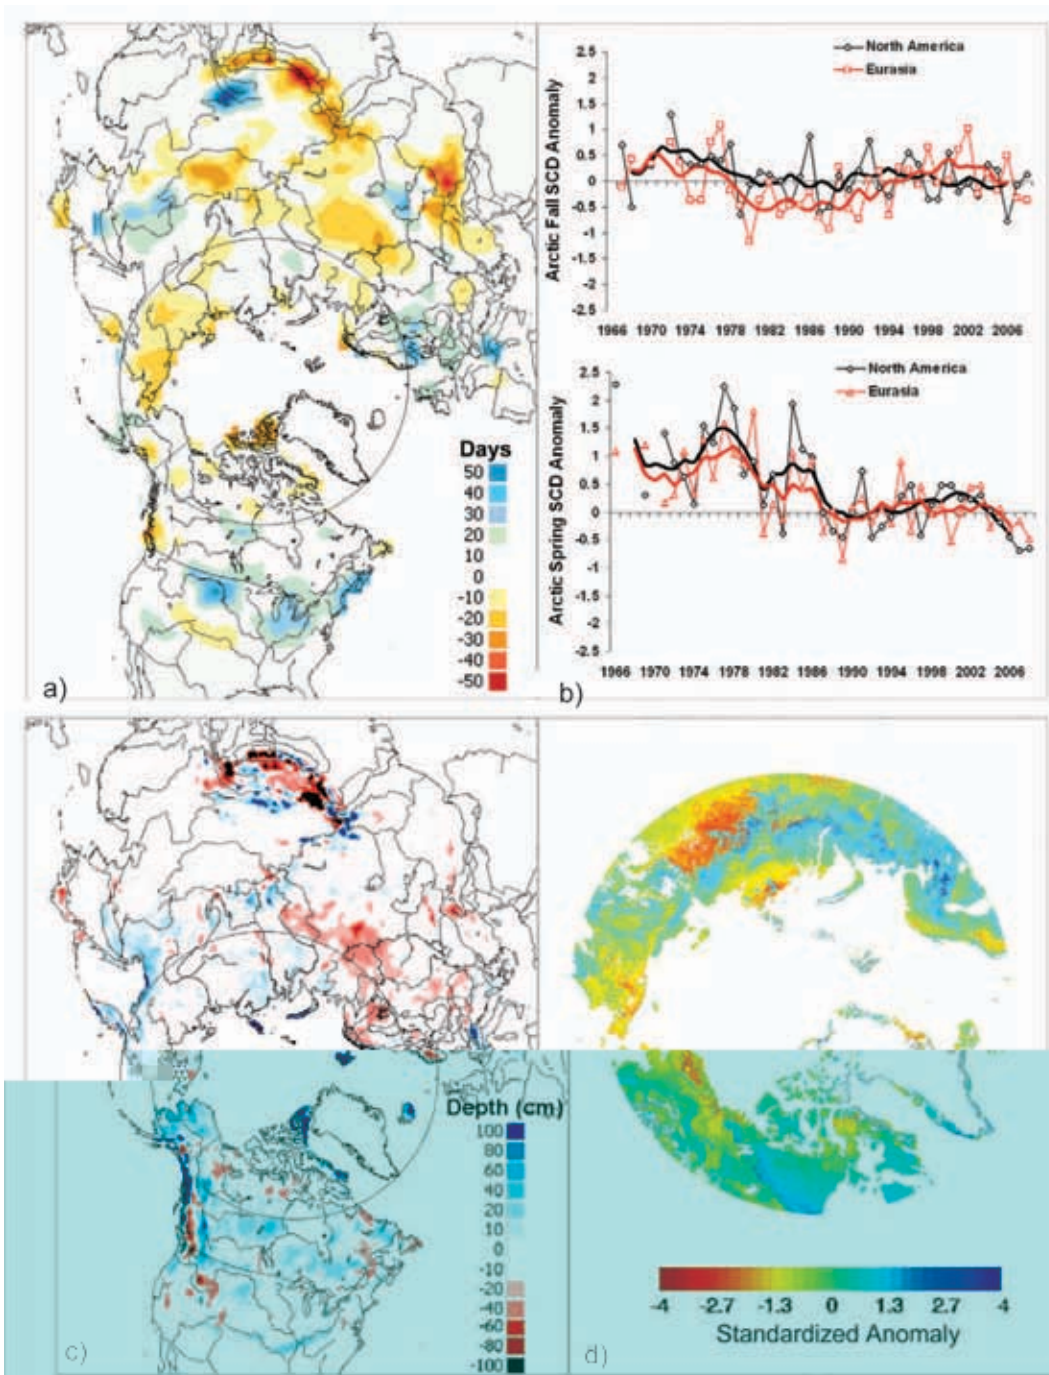 Days
50
40
30
20
10
0
-10
-20
-30
-40
-50
a)
North America
Eurasia
Arctic Fall SCD Anomaly
2.5
2
1.5
1
0.5
0
-0.5
-1
-1.5
-2
-2.5
1966 1970 1974 1978 1982 1986 1990 1994 1998 2002 2006
North America
Eurasia
Arctic Spring SCD Anomaly
2.5
2
1.5
1
0.5
0
-0.5
-1
-1.5
-2
-2.5
1966 1970 1974 1978 1982 1986 1990 1994 1998 2002 2006
b)
Depth (cm)
100
80
60
40
20
10
0
-10
-20
-40
-60
-80
-100
c)
-4 -2.7 -1.3 0 1.3 2.7 4
Standardized Anomaly
d)